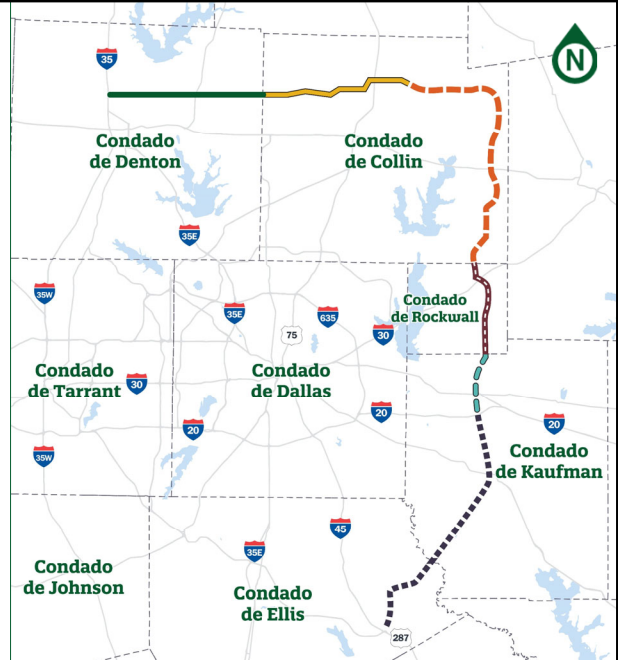 N
35
Condado
de Denton
Condado
de Collin
35E
35W
35E
635
75
30
Condado
de Rockwall
Condado
de Tarrant
30
Condado
de Dallas
20
20
20
Condado
de Kaufman
35W
45
35E
Condado
de Johnson
Condado
de Ellis
287